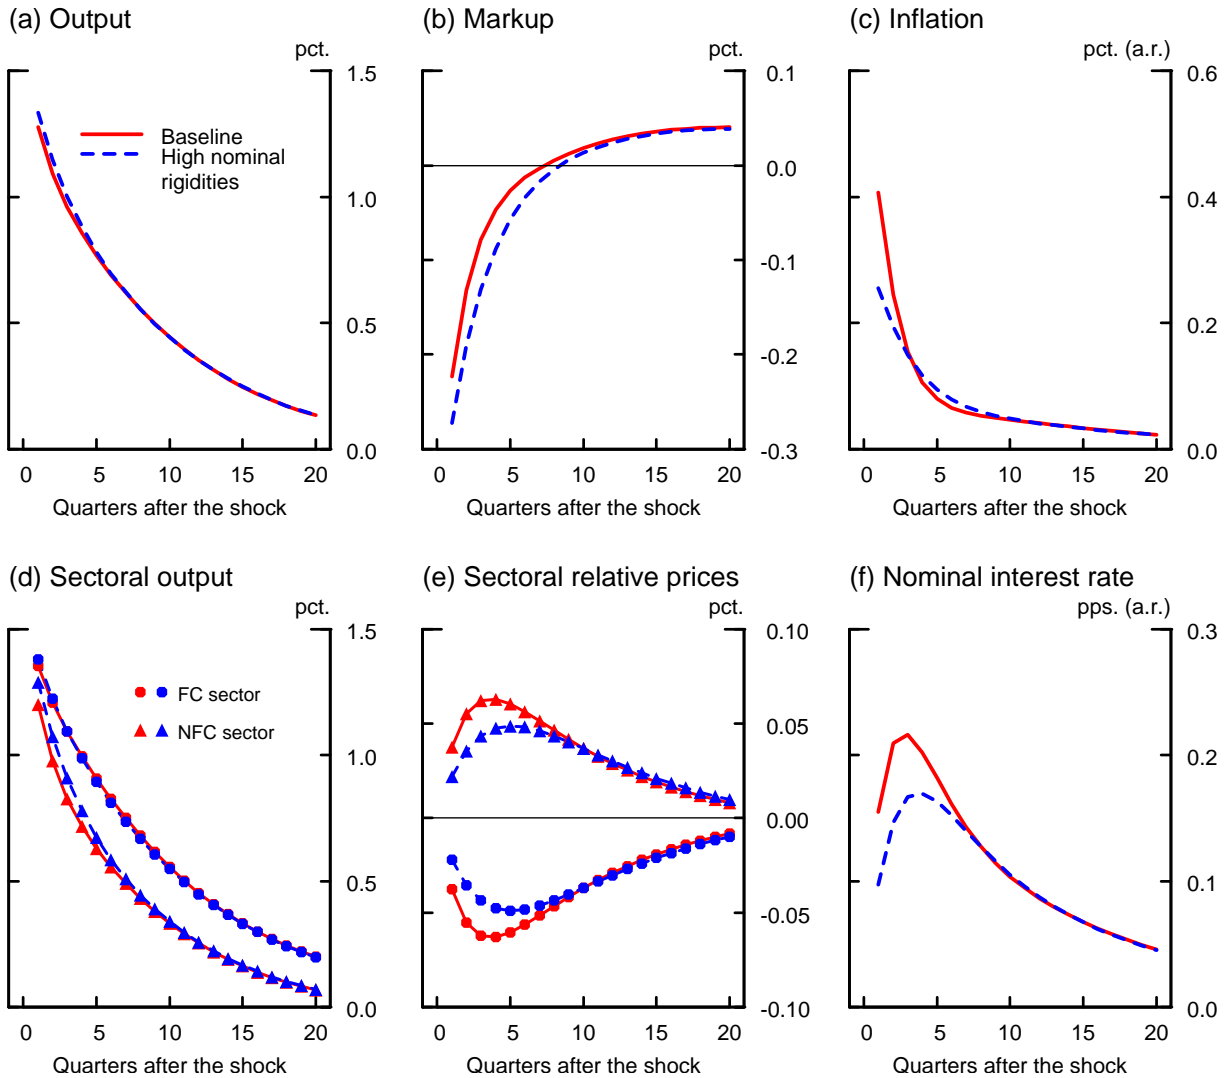 (a) Output
pct.
1.5
1.0
0.5
0.0
Baseline
High nominal
rigidities
0 5 10 15 20
Quarters after the shock
(b) Markup
pct.
0.1
0.0
-0.1
-0.2
-0.3
0 5 10 15 20
Quarters after the shock
(c) Inflation
pct. (a.r.)
0.6
0.4
0.2
0.0
0 5 10 15 20
Quarters after the shock
(d) Sectoral output
pct.
1.5
1.0
0.5
0.0
FC sector
NFC sector
0 5 10 15 20
Quarters after the shock
(e) Sectoral relative prices
pct.
0.10
0.05
0.00
-0.05
-0.10
0 5 10 15 20
Quarters after the shock
(f) Nominal interest rate
pps. (a.r.)
0.3
0.2
0.1
0.0
0 5 10 15 20
Quarters after the shock